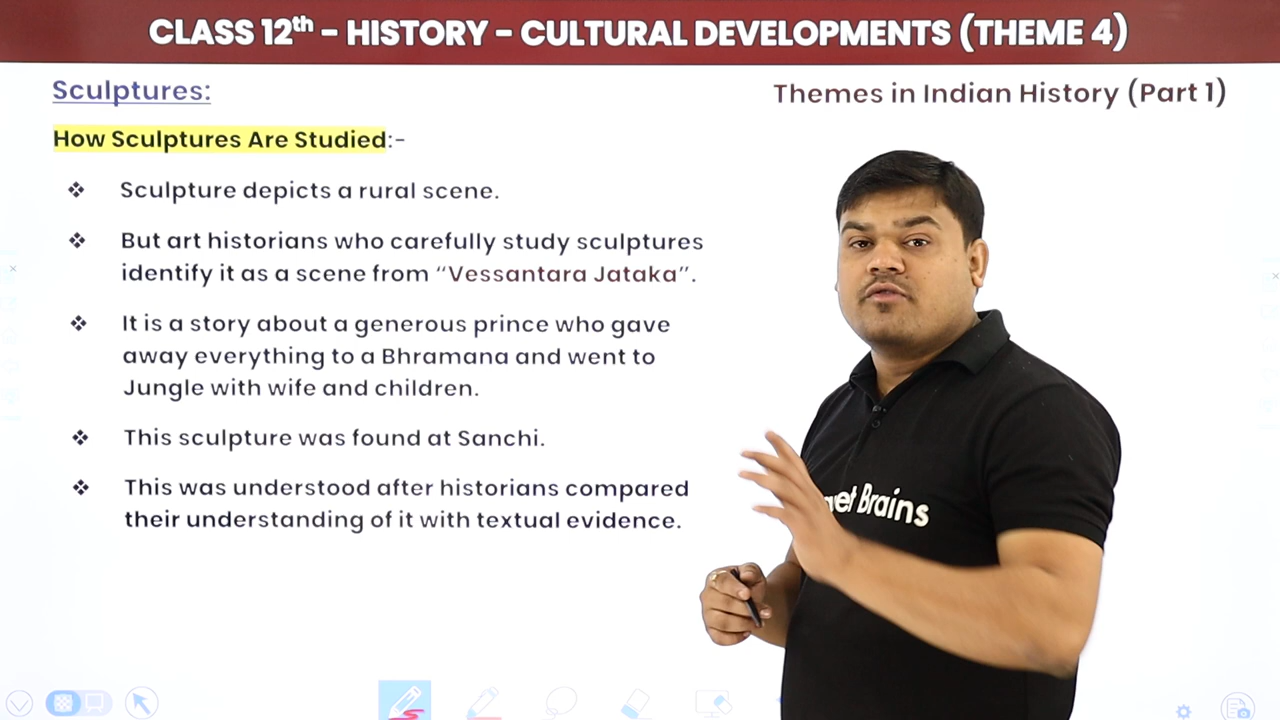 CLASS 12th – HISTORY – CULTURAL DEVELOPMENTS (THEME 4)
Sculptures:
Themes in Indian History (Part 1)
How Sculptures Are Studied:-
❖ Sculpture depicts a rural scene.
❖ But art historians who carefully study sculptures
identify it as a scene from “Vessantara Jataka”.
❖ It is a story about a generous prince who gave
away everything to a Bhramana and went to
Jungle with wife and children.
❖ This sculpture was found at Sanchi.
❖ This was understood after historians compared
their understanding of it with textual evidence.
Brains